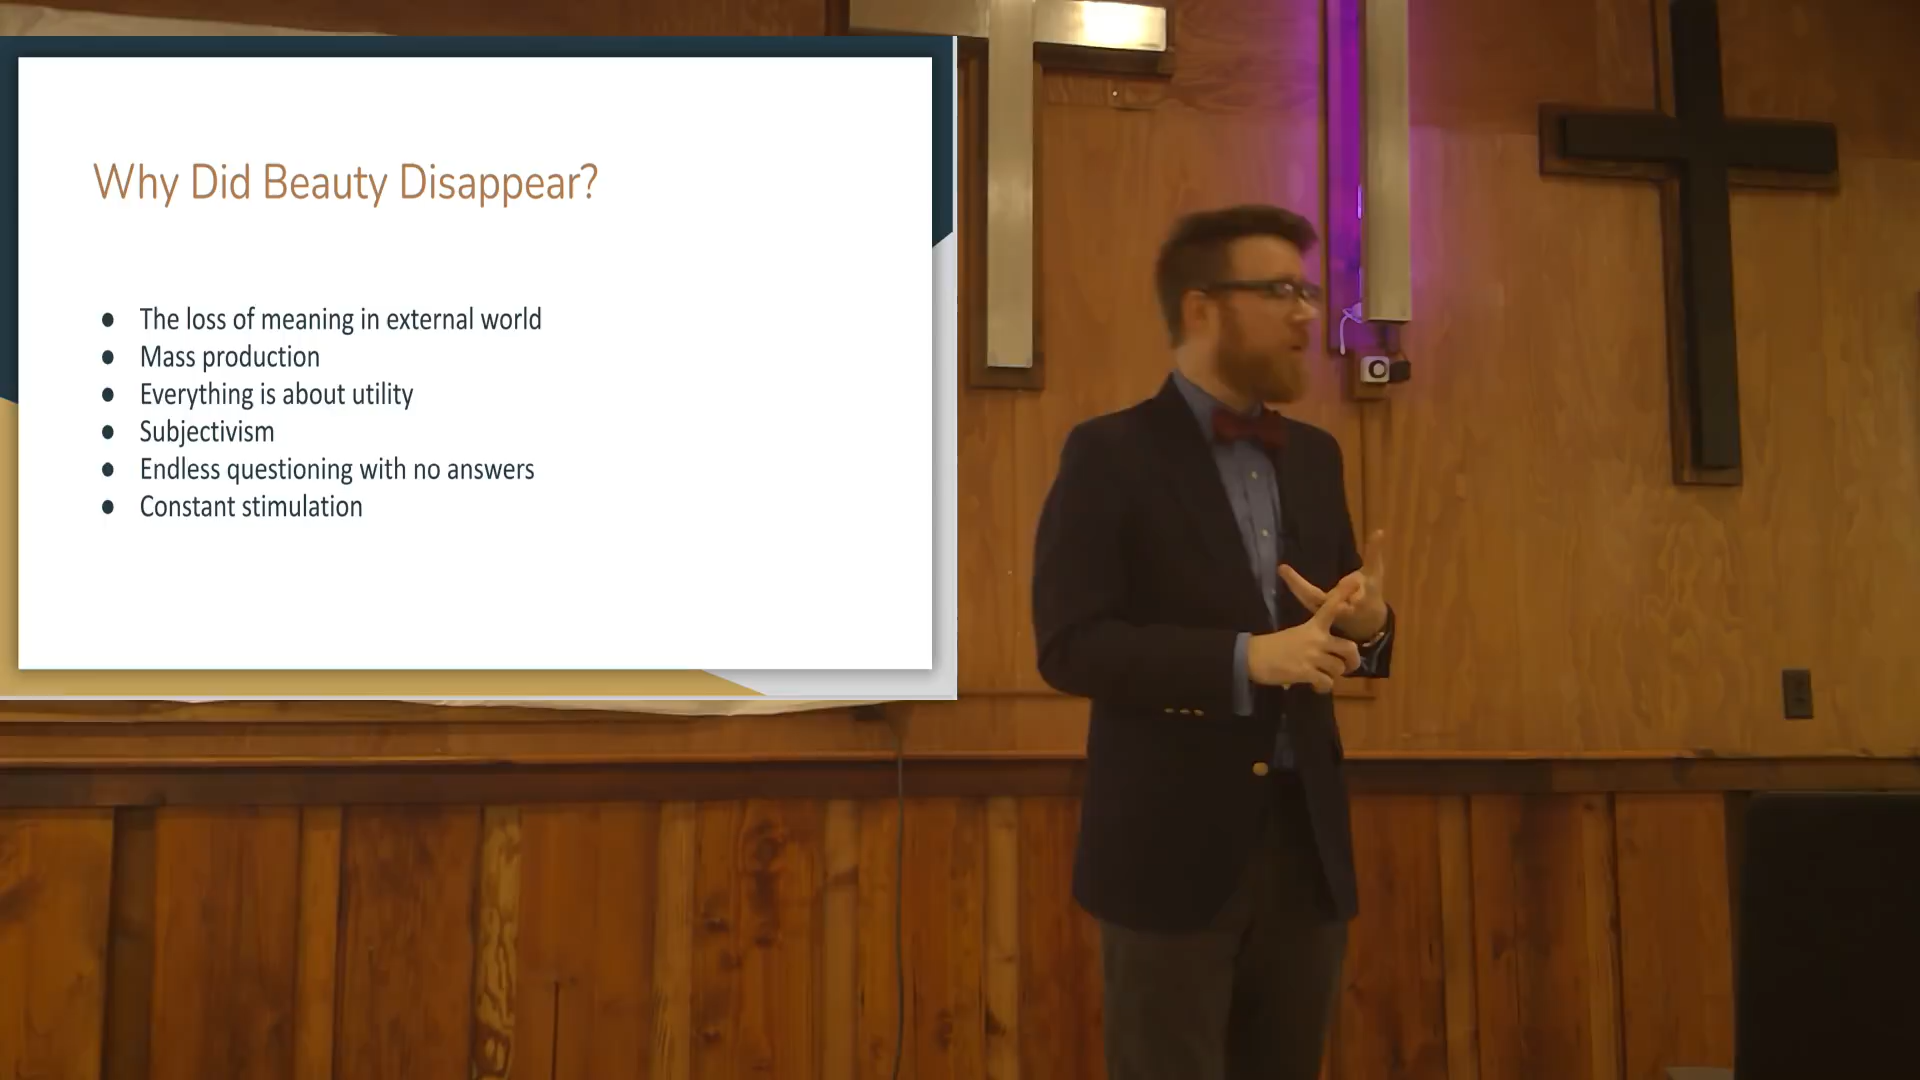 Why Did Beauty Disappear?
● The loss of meaning in external world
● Mass production
● Everything is about utility
● Subjectivism
● Endless questioning with no answers
● Constant stimulation